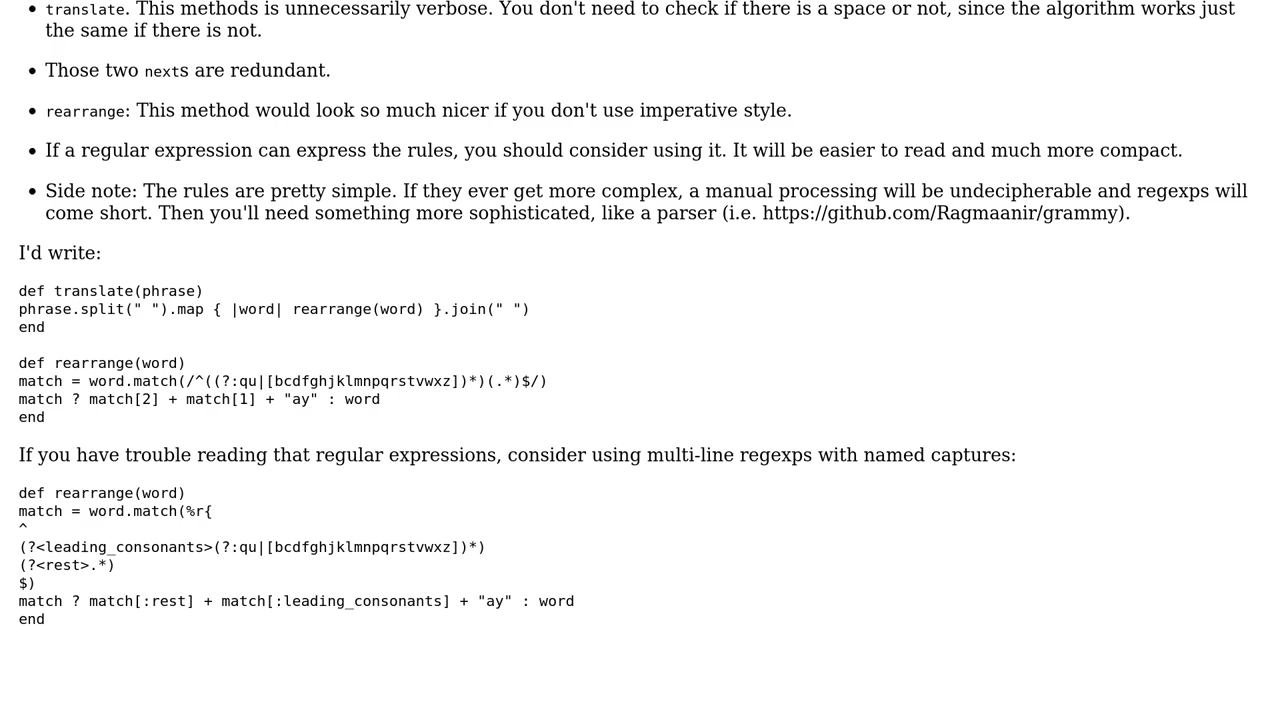 translate. This methods is unnecessarily verbose. You don't need to check if there is a space or not, since the algorithm works just
the same if there is not.
Those two nexts are redundant.
rearrange: This method would look so much nicer if you don't use imperative style.
If a regular expression can express the rules, you should consider using it. It will be easier to read and much more compact.
Side note: The rules are pretty simple. If they ever get more complex, a manual processing will be undecipherable and regexps will
come short. Then you'll need something more sophisticated, like a parser (i.e. https://github.com/Ragmaanir/grammy).
I'd write:
def translate(phrase)
phrase.split(" ").map { |word| rearrange(word) }.join(" ")
end
def rearrange(word)
match = word.match(/^((?:qu|[bcdfghjklmnpqrstvwxz])*)(.*)$/)
match ? match[2] + match[1] + "ay" : word
end
If you have trouble reading that regular expressions, consider using multi-line regexps with named captures:
def rearrange(word)
match = word.match(%r{
^
(?<leading_consonants>(?:qu|[bcdfghjklmnpqrstvwxz])*)
(?<rest>.*)
$)
match ? match[:rest] + match[:leading_consonants] + "ay" : word
end